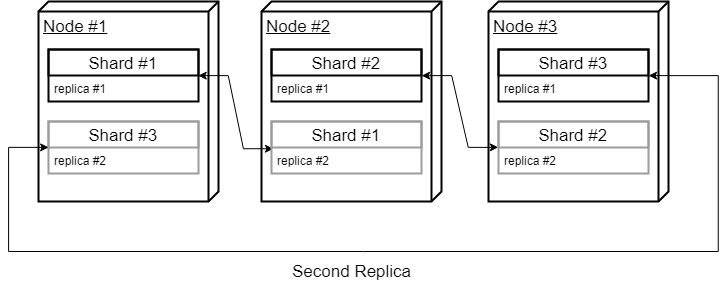 Node #1
Shard #1
replica #1
Shard #3
replica #2
Node #2
Shard #2
replica #1
Shard #1
replica #2
Node #3
Shard #3
replica #1
Shard #2
replica #2
Second Replica